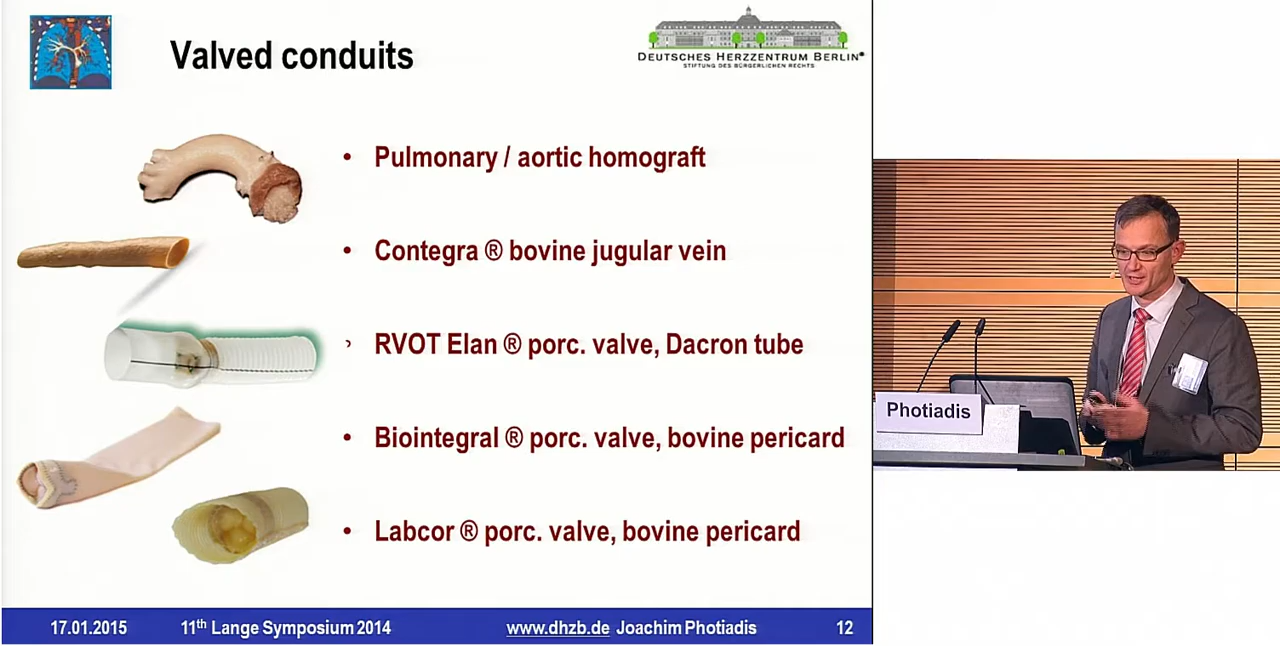 Valved conduits
DEUTSCHES HERZZENTRUM BERLIN
STIFTUNG DES BÜRGERLICHEN RECHTS
• Pulmonary / aortic homograft
• Contegra ® bovine jugular vein
RVOT Elan ® porc. valve, Dacron tube
• Biointegral ® porc. valve, bovine pericard
• Labcor ® porc. valve, bovine pericard
Photiadis
17.01.2015 11th Lange Symposium 2014 www.dhzb.de Joachim Photiadis 12